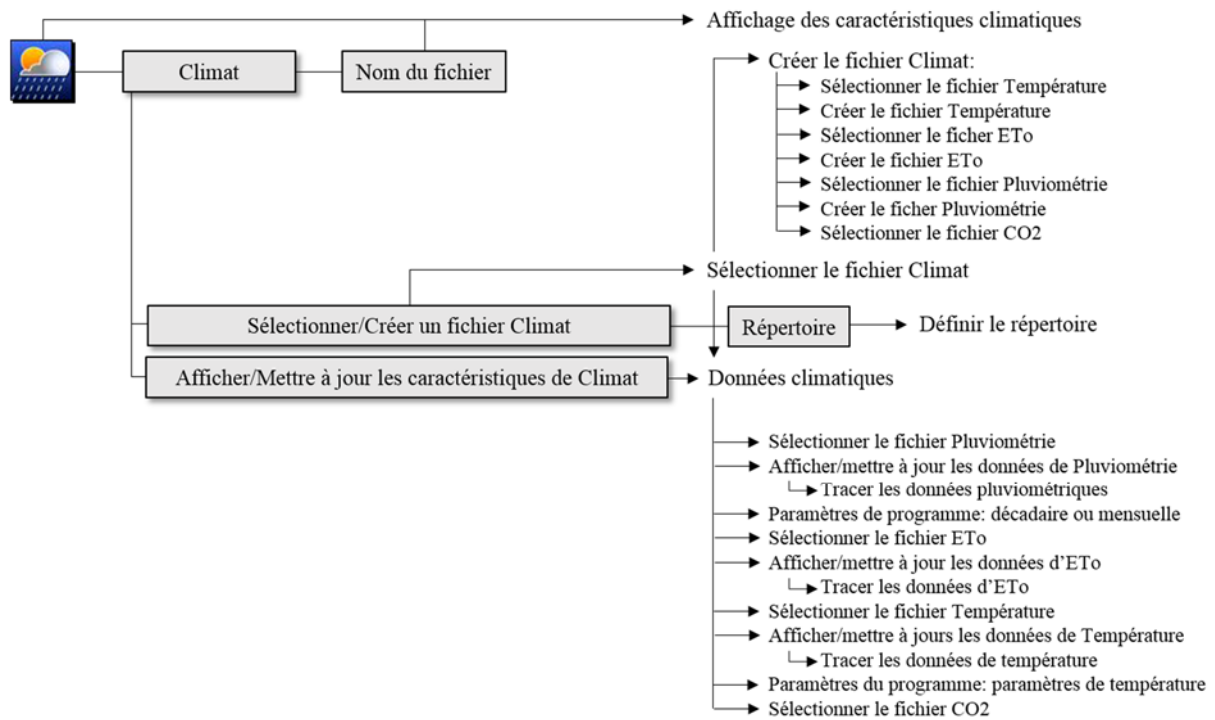 Affichage des caractéristiques climatiques
Climat
Nom du fichier
Créer le fichier Climat:
Sélectionner le fichier Température
Créer le fichier Température
Sélectionner le ficher ETo
Créer le fichier ETo
Sélectionner le fichier Pluviométrie
Créer le ficher Pluviométrie
Sélectionner le fichier CO2
Sélectionner le fichier Climat
Sélectionner/Créer un fichier Climat
Répertoire
Définir le répertoire
Afficher/Mettre à jour les caractéristiques de Climat
Données climatiques
Sélectionner le fichier Pluviométrie
Afficher/mettre à jour les données de Pluviométrie
Tracer les données pluviométriques
Paramètres de programme: décadaire ou mensuelle
Sélectionner le fichier ETo
Afficher/mettre à jour les données d’ETo
Tracer les données d’ETo
Sélectionner le fichier Température
Afficher/mettre à jours les données de Température
Tracer les données de température
Paramètres du programme: paramètres de température
Sélectionner le fichier CO2